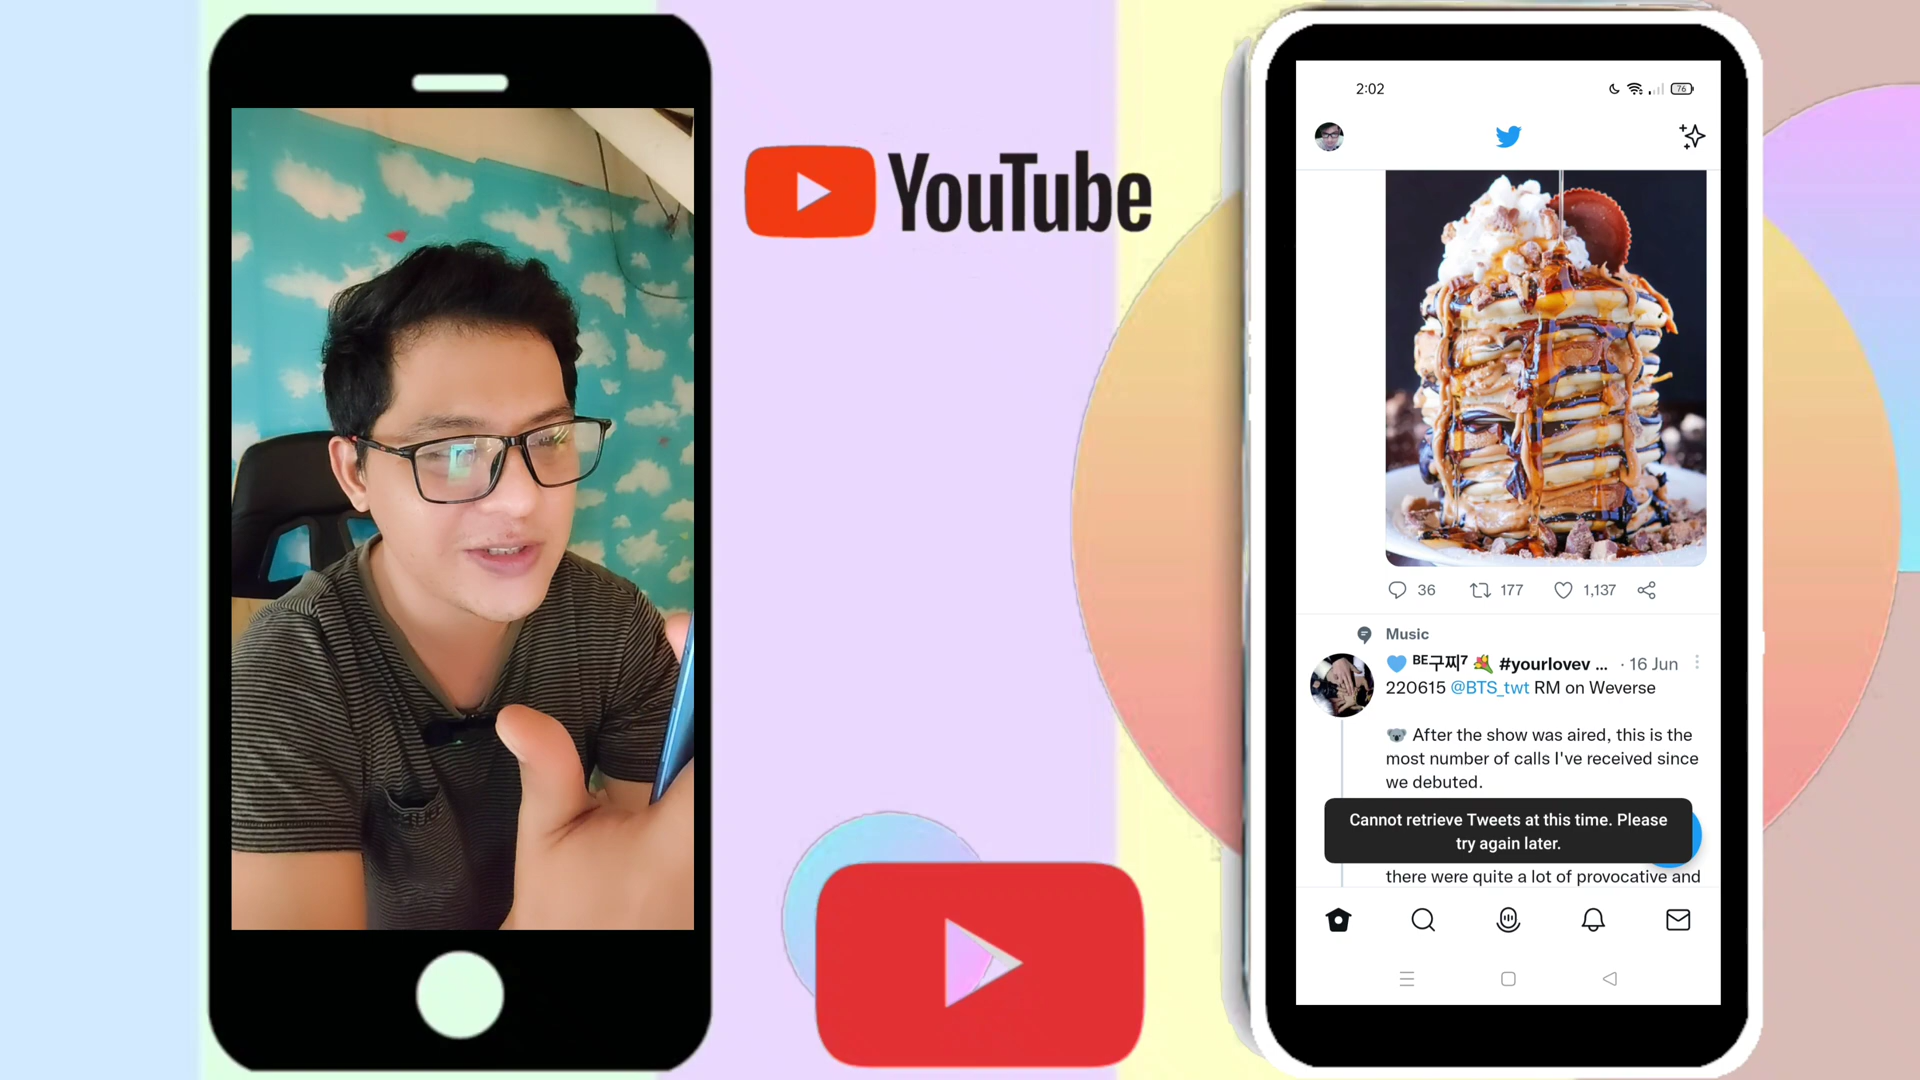 YouTube
2:02
76
36
177
1,137
Music
💙 ᴮᴱ구찌⁷ 💐 #yourlovev ... · 16 Jun
220615 @BTS_twt RM on Weverse
🐨 After the show was aired, this is the
most number of calls I've received since
we debuted.
Cannot retrieve Tweets at this time. Please
try again later.
there were quite a lot of provocative and